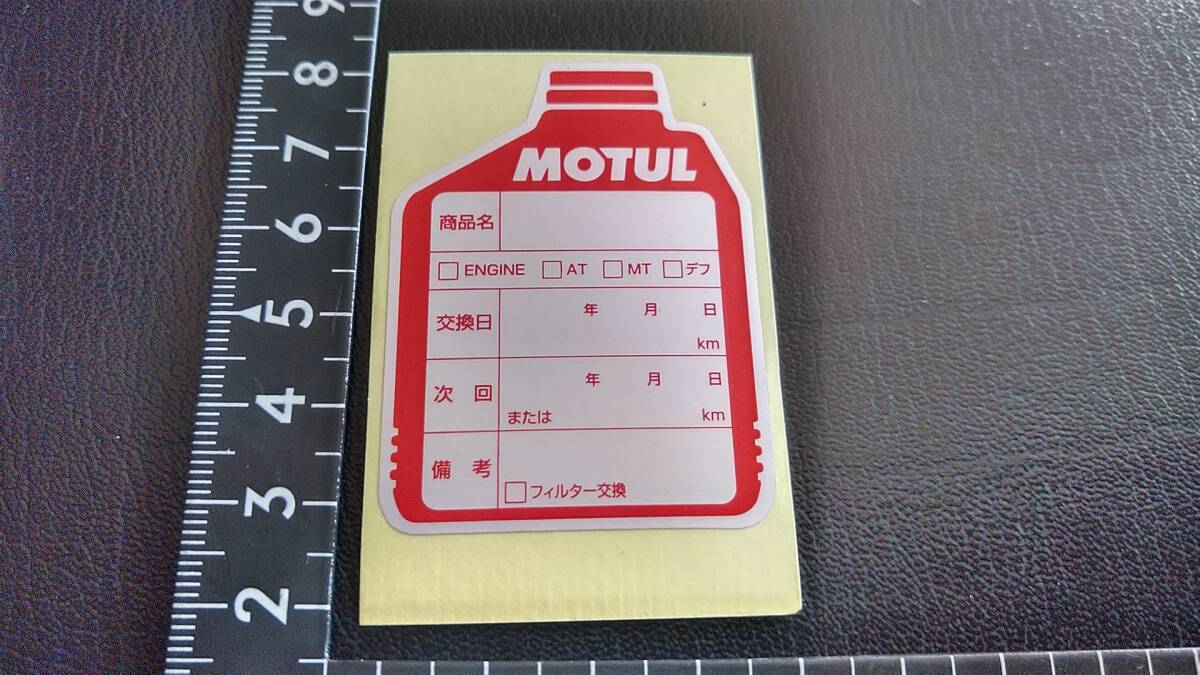 MOTUL
商品名
ENGINE AT MT デフ
交換日 年 月 日
km
次 回 年 月 日
または km
備 考
フィルター交換
9
8
7
6
5
4
3
2